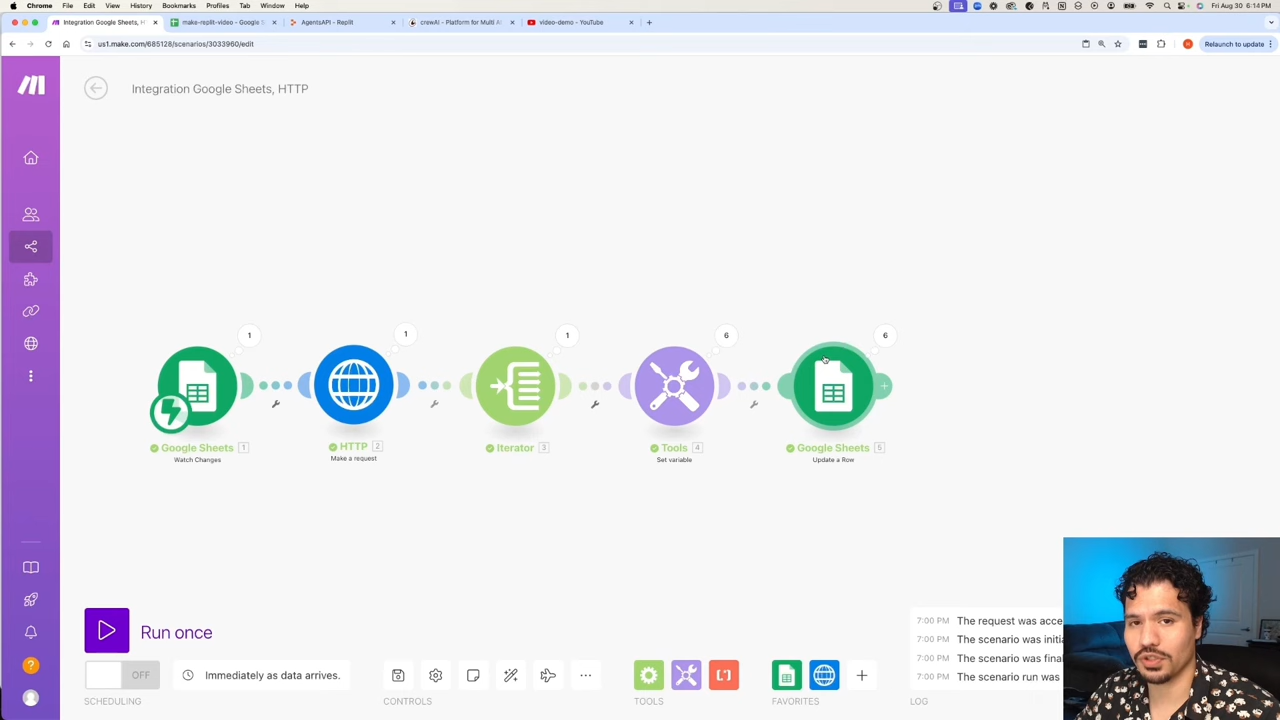 Chrome File Edit View History Bookmarks Profiles Tab Window Help Fri Aug 30 6:14 PM
Integration Google Sheets, H make-replit-video - Google S AgentsAPI - Replit crewAI - Platform for Multi A video-demo - YouTube
us1.make.com/685128/scenarios/3033960/edit Relaunch to update
Integration Google Sheets, HTTP
1 1 1 6 6
Google Sheets 1 HTTP 2 Iterator 3 Tools 4 Google Sheets 5
Watch Changes Make a request Set variable Update a Row
Run once
7:00 PM The request was acce
7:00 PM The scenario was initia
7:00 PM The scenario was final
7:00 PM The scenario run was
OFF Immediately as data arrives.
SCHEDULING CONTROLS TOOLS FAVORITES LOG